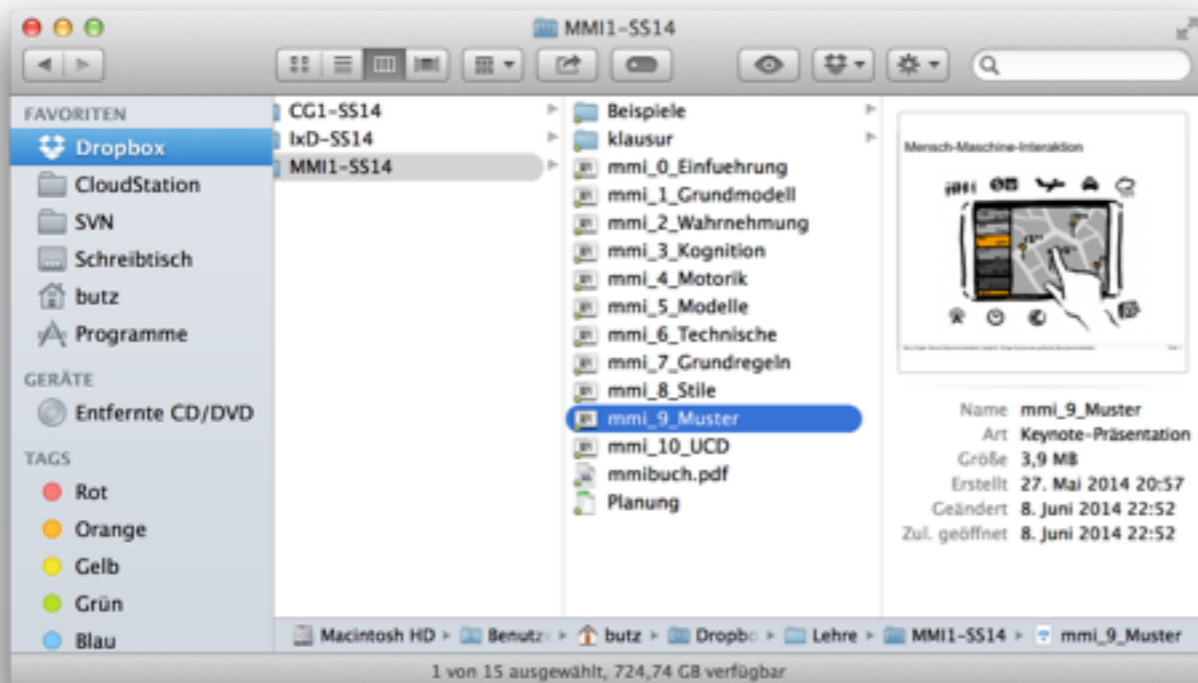 MMI1-SS14
FAVORITEN
Dropbox
CloudStation
SVN
Schreibtisch
butz
Programme
GERÄTE
Entfernte CD/DVD
TAGS
Rot
Orange
Gelb
Grün
Blau
CG1-SS14
IxD-SS14
MMI1-SS14
Beispiele
klausur
mmi_0_Einfuehrung
mmi_1_Grundmodell
mmi_2_Wahrnehmung
mmi_3_Kognition
mmi_4_Motorik
mmi_5_Modelle
mmi_6_Technische
mmi_7_Grundregeln
mmi_8_Stile
mmi_9_Muster
mmi_10_UCD
mmibuch.pdf
Planung
Mensch-Maschine-Interaktion
Name mmi_9_Muster
Art Keynote-Präsentation
Größe 3,9 MB
Erstellt 27. Mai 2014 20:57
Geändert 8. Juni 2014 22:52
Zul. geöffnet 8. Juni 2014 22:52
Macintosh HD Benutz butz Dropbo Lehre MMI1-SS14 mmi_9_Muster
1 von 15 ausgewählt, 724,74 GB verfügbar